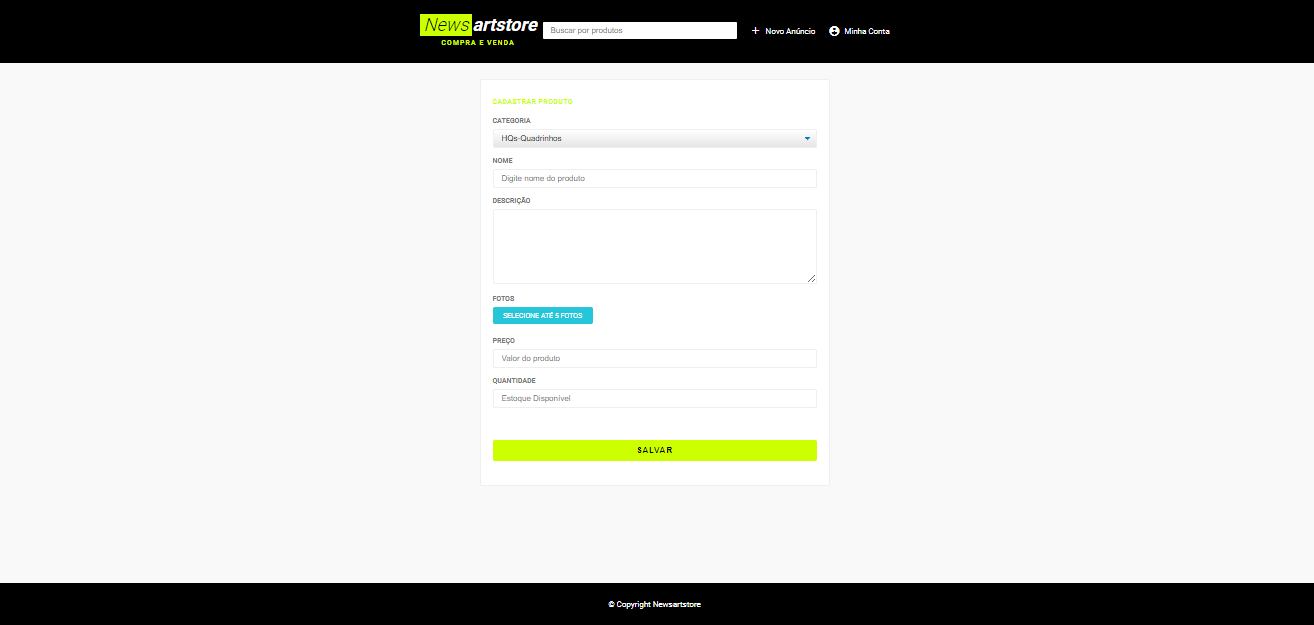 Newsartstore
COMPRA E VENDA
Buscar por produtos
+ Novo Anúncio
Minha Conta
CADASTRAR PRODUTO
CATEGORIA
HQs-Quadrinhos
NOME
Digite nome do produto
DESCRIÇÃO
FOTOS
SELECIONE ATÉ 5 FOTOS
PREÇO
Valor do produto
QUANTIDADE
Estoque Disponível
SALVAR
© Copyright Newsartstore